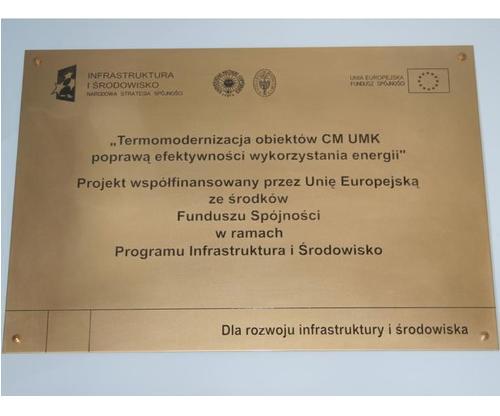 INFRASTRUKTURA
I ŚRODOWISKO
NARODOWA STRATEGIA SPÓJNOŚCI
UNIA EUROPEJSKA
FUNDUSZ SPÓJNOŚCI
„Termomodernizacja obiektów CM UMK
poprawą efektywności wykorzystania energii"
Projekt współfinansowany przez Unię Europejską
ze środków
Funduszu Spójności
w ramach
Programu Infrastruktura i Środowisko
Dla rozwoju infrastruktury i środowiska